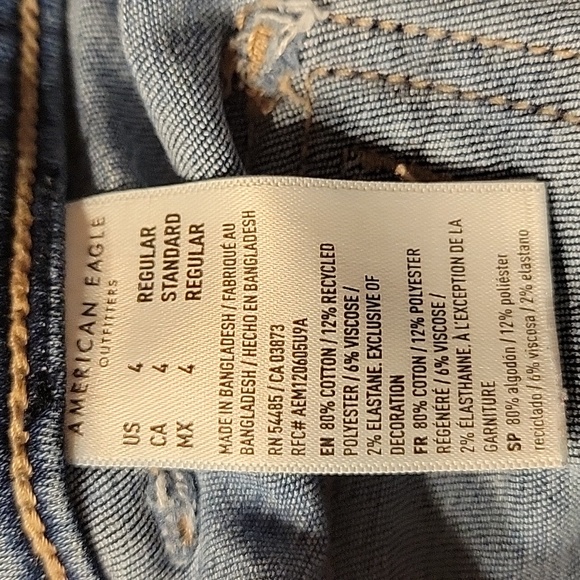 AMERICAN EAGLE
OUTFITTERS
US 4 REGULAR
CA 4 STANDARD
MX 4 REGULAR
MADE IN BANGLADESH / FABRIQUÉ AU
BANGLADESH / HECHO EN BANGLADESH
RN 54485 / CA 03873
REC# AEM120605U9A
EN 80% COTTON / 12% RECYCLED
POLYESTER / 6% VISCOSE /
2% ELASTANE. EXCLUSIVE OF
DECORATION
FR 80% COTON / 12% POLYESTER
RÉGÉNÉRÉ / 6% VISCOSE /
2% ÉLASTHANNE. À L'EXCEPTION DE LA
GARNITURE
SP 80% algodón / 12% poliéster
reciclado / 6% viscosa / 2% elastano